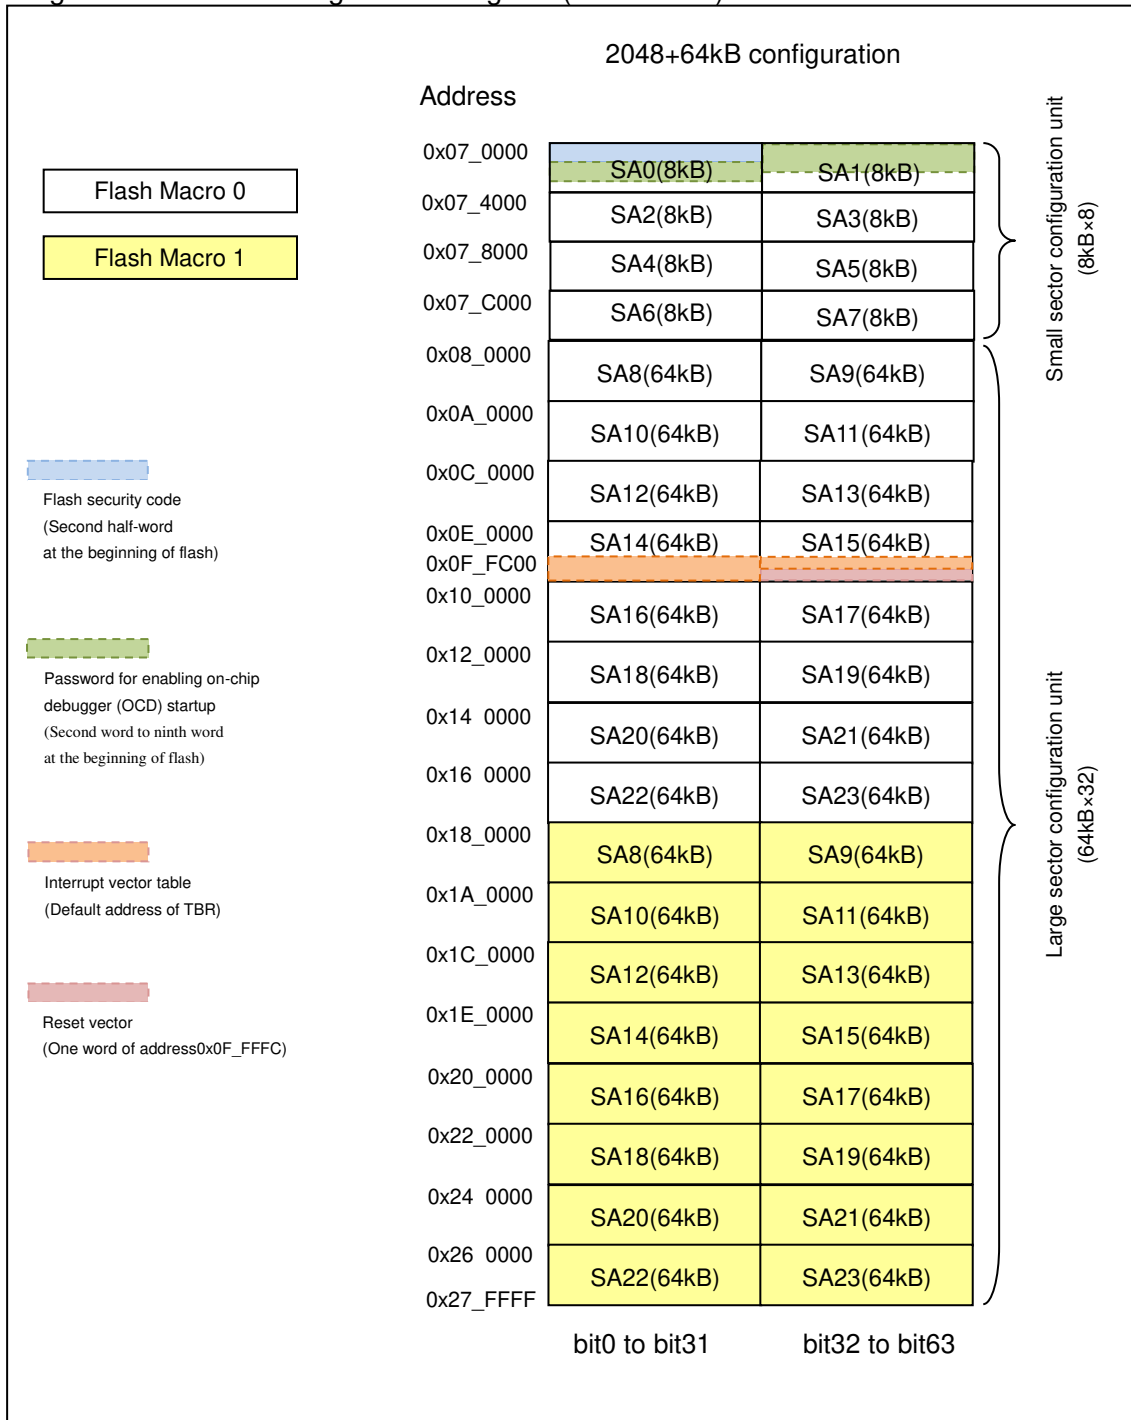 2048+64kB configuration
Address
Flash Macro 0
Flash Macro 1
Flash security code
(Second half-word
at the beginning of flash)
Password for enabling on-chip
debugger (OCD) startup
(Second word to ninth word
at the beginning of flash)
Interrupt vector table
(Default address of TBR)
Reset vector
(One word of address0x0F_FFFC)
0x07_0000 SA0(8kB) SA1(8kB)
0x07_4000 SA2(8kB) SA3(8kB)
0x07_8000 SA4(8kB) SA5(8kB)
0x07_C000 SA6(8kB) SA7(8kB)
0x08_0000 SA8(64kB) SA9(64kB)
0x0A_0000 SA10(64kB) SA11(64kB)
0x0C_0000 SA12(64kB) SA13(64kB)
0x0E_0000 SA14(64kB) SA15(64kB)
0x0F_FC00
0x10_0000 SA16(64kB) SA17(64kB)
0x12_0000 SA18(64kB) SA19(64kB)
0x14 0000 SA20(64kB) SA21(64kB)
0x16 0000 SA22(64kB) SA23(64kB)
0x18_0000 SA8(64kB) SA9(64kB)
0x1A_0000 SA10(64kB) SA11(64kB)
0x1C_0000 SA12(64kB) SA13(64kB)
0x1E_0000 SA14(64kB) SA15(64kB)
0x20_0000 SA16(64kB) SA17(64kB)
0x22_0000 SA18(64kB) SA19(64kB)
0x24 0000 SA20(64kB) SA21(64kB)
0x26 0000 SA22(64kB) SA23(64kB)
0x27_FFFF
bit0 to bit31 bit32 to bit63
Small sector configuration unit
(8kB×8)
Large sector configuration unit
(64kB×32)